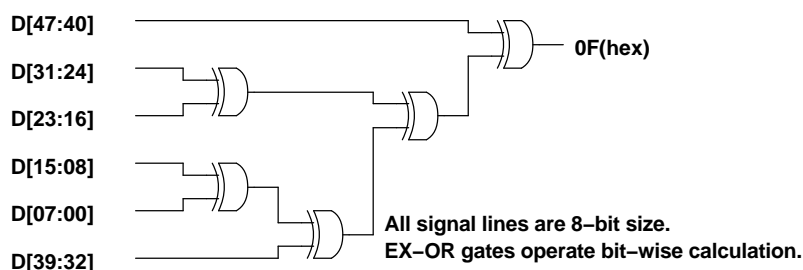 D[47:40]
0F(hex)
D[31:24]
D[23:16]
D[15:08]
D[07:00]
D[39:32]
All signal lines are 8−bit size.
EX−OR gates operate bit−wise calculation.